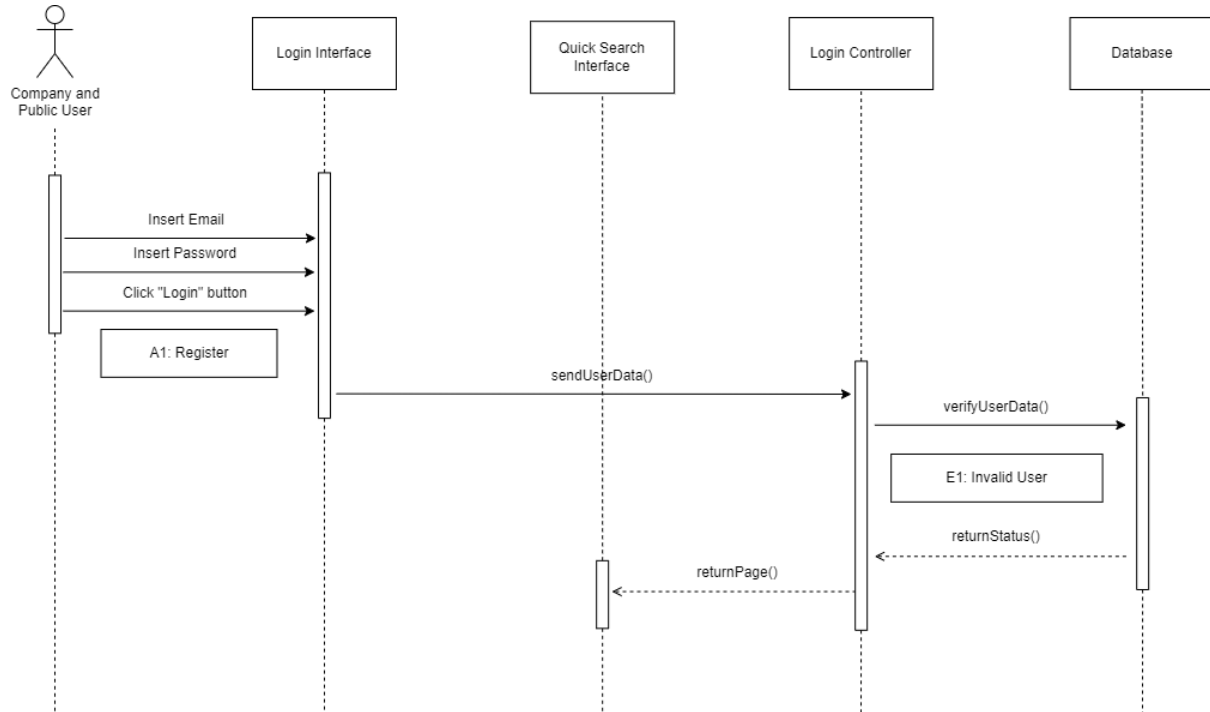 Company and
Public User
Login Interface
Quick Search
Interface
Login Controller
Database
Insert Email
Insert Password
Click "Login" button
A1: Register
sendUserData()
verifyUserData()
E1: Invalid User
returnStatus()
returnPage()